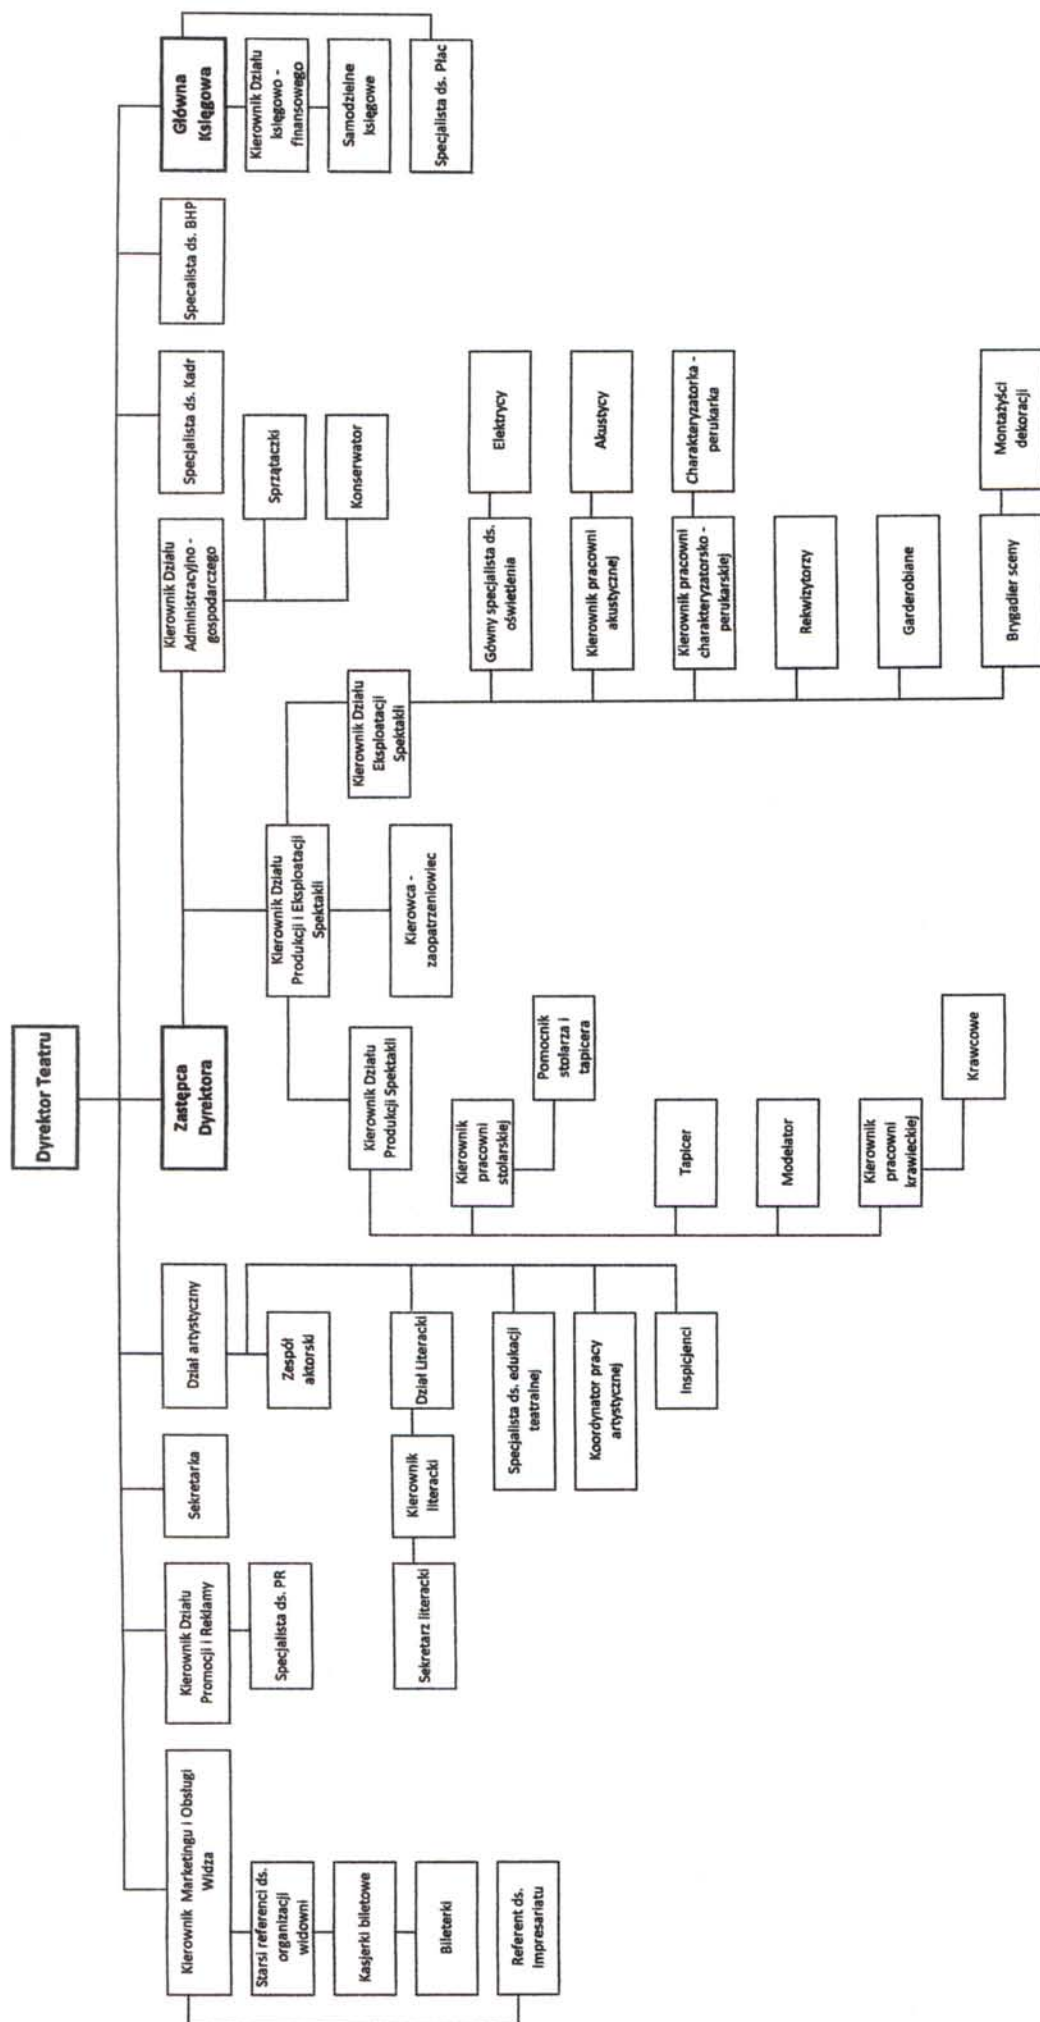 Dyrektor Teatru
Kierownik Marketingu i Obsługi
Widza
Starsi referenci ds.
organizacji
widowni
Kasjerki biletowe
Bileterki
Referent ds.
Impresariatu
Kierownik Działu
Promocji i Reklamy
Specjalista ds. PR
Sekretarka
Dział artystyczny
Zespół
aktorski
Dział Literacki
Kierownik
literacki
Sekretarz literacki
Specjalista ds. edukacji
teatralnej
Koordynator pracy
artystycznej
Inspicjenci
Zastępca
Dyrektora
Kierownik Działu
Produkcji i Eksploatacji
Spektakli
Kierownik Działu
Produkcji Spektakli
Kierownik
pracowni
stolarskiej
Pomocnik
stolarza i
tapicera
Tapicer
Modelator
Kierownik
pracowni
krawieckiej
Krawcowe
Kierowca -
zaopatrzeniowiec
Kierownik Działu
Eksploatacji
Spektakli
Główny specjalista ds.
oświetlenia
Elektrycy
Kierownik pracowni
akustycznej
Akustycy
Kierownik pracowni
charakteryzatorsko -
perukarskiej
Charakteryzatorka -
perukarka
Rekwizytorzy
Garderobiane
Brygadier sceny
Montażyści
dekoracji
Kierownik Działu
Administracyjno -
gospodarczego
Sprzątaczki
Konserwator
Specjalista ds. Kadr
Specalista ds. BHP
Główna
Księgowa
Kierownik Działu
księgowo -
finansowego
Samodzielne
księgowe
Specjalista ds. Płac